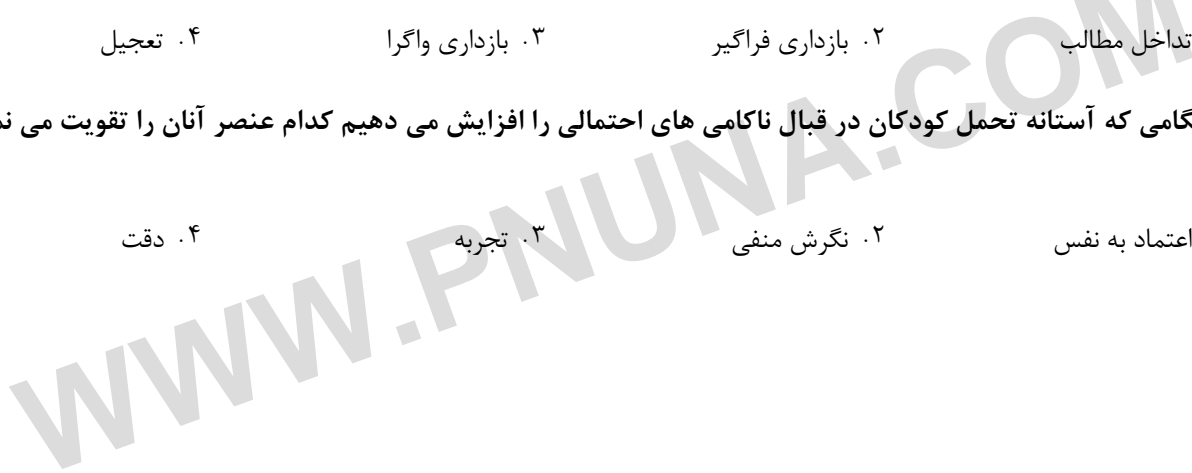 تداخل مطالب ۲. بازداری فراگیر ۳. بازداری واگرا ۴. تعجیل
گامی که آستانه تحمل کودکان در قبال ناکامی های احتمالی را افزایش می دهیم کدام عنصر آنان را تقویت می
اعتماد به نفس ۲. نگرش منفی ۳. تجربه ۴. دقت
WWW.PNUNA.COM